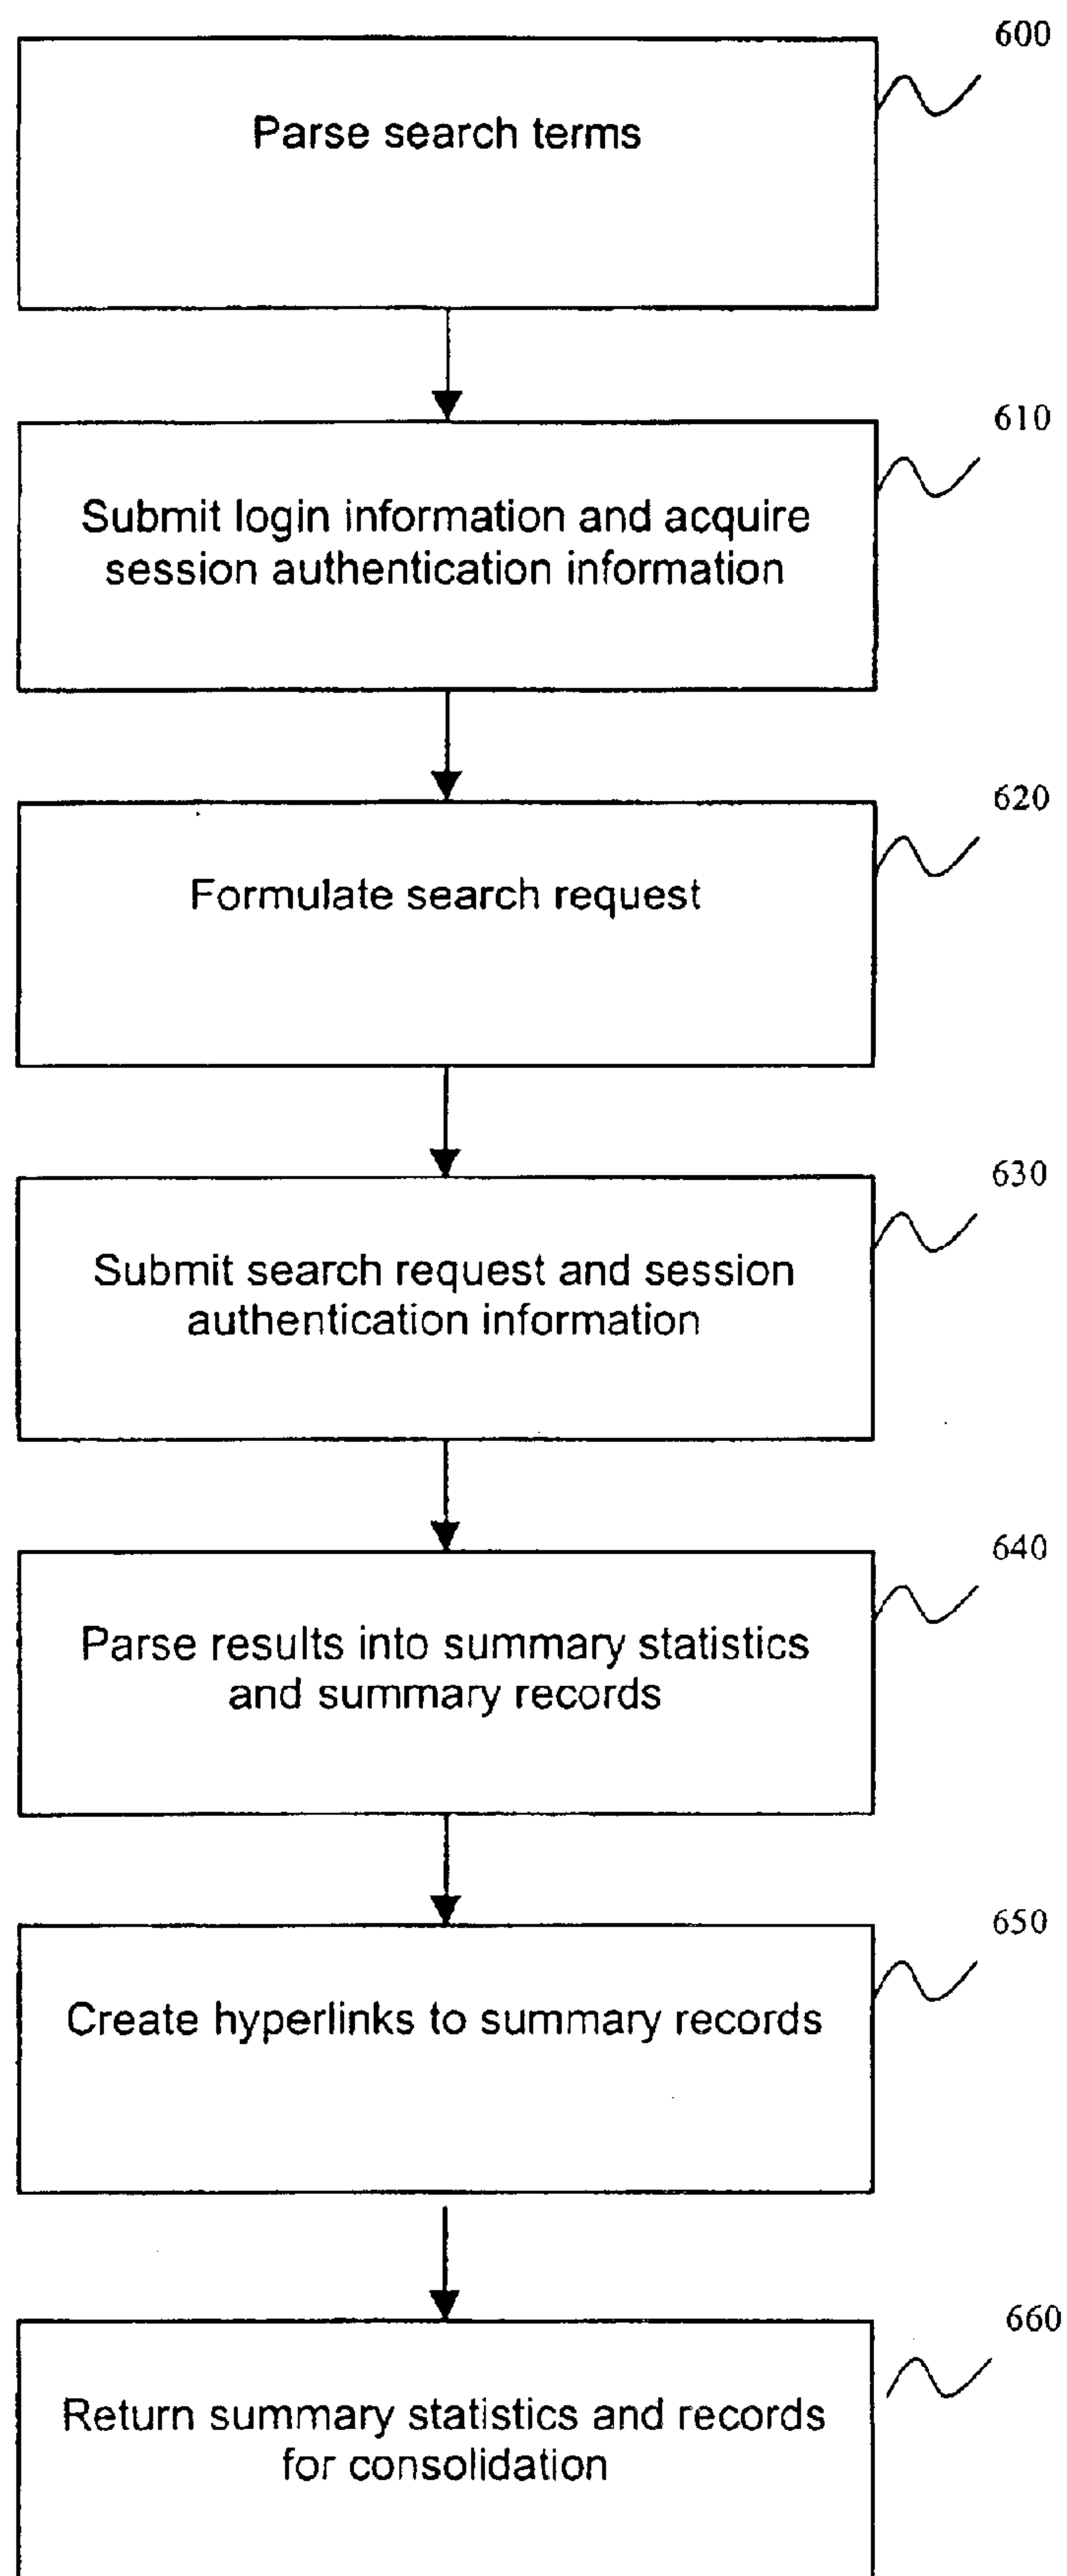 600
Parse search terms
610
Submit login information and acquire
session authentication information
620
Formulate search request
630
Submit search request and session
authentication information
640
Parse results into summary statistics
and summary records
650
Create hyperlinks to summary records
660
Return summary statistics and records
for consolidation